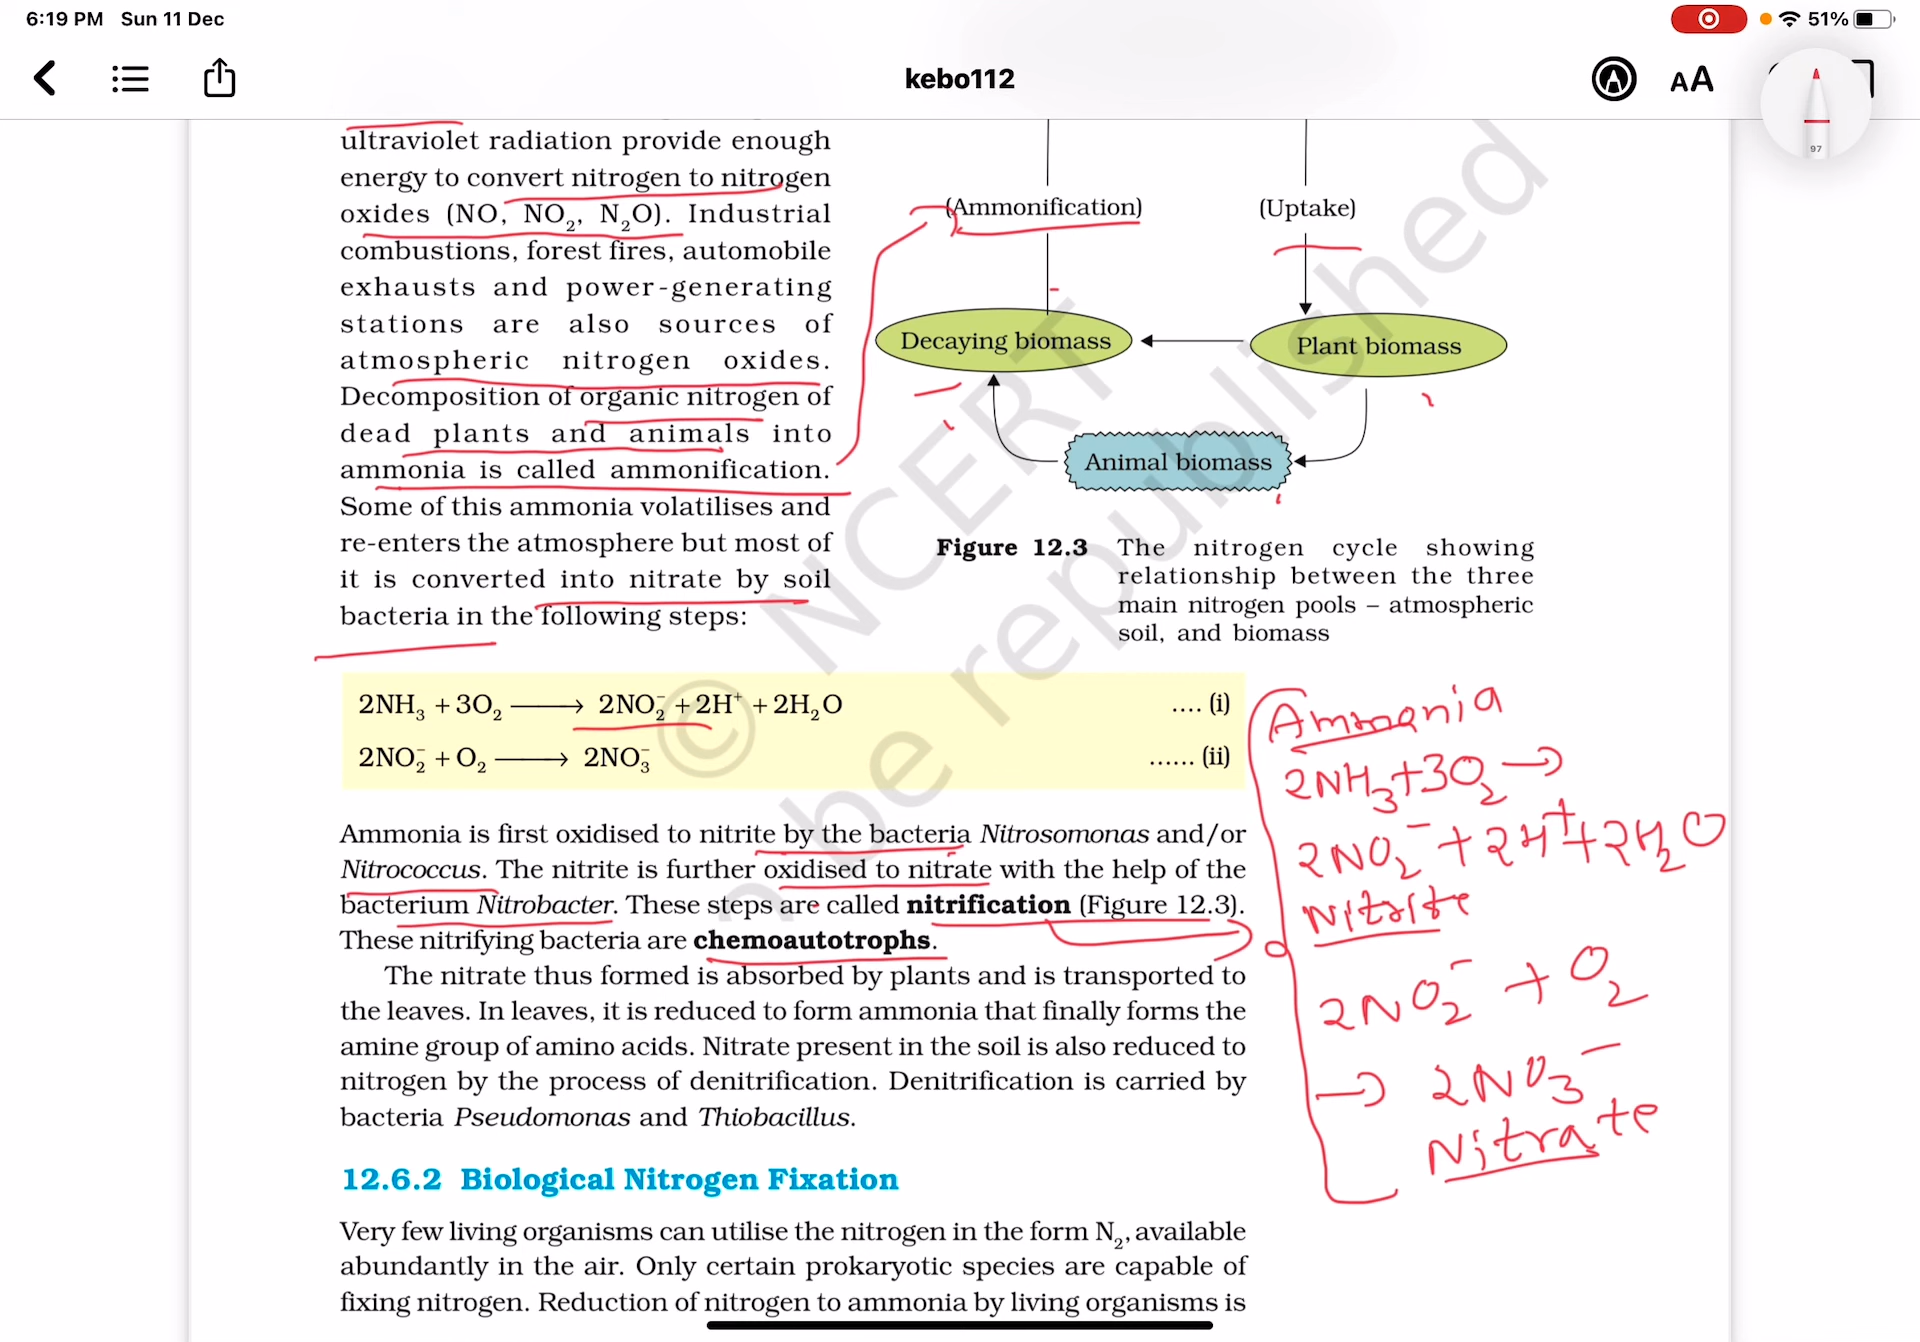 6:19 PM Sun 11 Dec
51%
kebo112
AA
97
ultraviolet radiation provide enough
energy to convert nitrogen to nitrogen
oxides (NO, NO₂, N₂O). Industrial
combustions, forest fires, automobile
exhausts and power-generating
stations are also sources of
atmospheric nitrogen oxides.
Decomposition of organic nitrogen of
dead plants and animals into
ammonia is called ammonification.
Some of this ammonia volatilises and
re-enters the atmosphere but most of
it is converted into nitrate by soil
bacteria in the following steps:
(Ammonification)
(Uptake)
Decaying biomass
Plant biomass
Animal biomass
Figure 12.3 The nitrogen cycle showing
relationship between the three
main nitrogen pools – atmospheric
soil, and biomass
© NCERT
be republished
2NH₃ + 3O₂ ⟶ 2NO₂⁻ + 2H⁺ + 2H₂O .... (i)
2NO₂⁻ + O₂ ⟶ 2NO₃⁻ ...... (ii)
Ammonia is first oxidised to nitrite by the bacteria Nitrosomonas and/or
Nitrococcus. The nitrite is further oxidised to nitrate with the help of the
bacterium Nitrobacter. These steps are called nitrification (Figure 12.3).
These nitrifying bacteria are chemoautotrophs.
The nitrate thus formed is absorbed by plants and is transported to
the leaves. In leaves, it is reduced to form ammonia that finally forms the
amine group of amino acids. Nitrate present in the soil is also reduced to
nitrogen by the process of denitrification. Denitrification is carried by
bacteria Pseudomonas and Thiobacillus.
12.6.2 Biological Nitrogen Fixation
Very few living organisms can utilise the nitrogen in the form N₂, available
abundantly in the air. Only certain prokaryotic species are capable of
fixing nitrogen. Reduction of nitrogen to ammonia by living organisms is
Ammonia
2NH₃+3O₂ →
2NO₂⁻ + 2H⁺+2H₂O
Nitrite
2NO₂⁻ + O₂
→ 2NO₃⁻
Nitrate